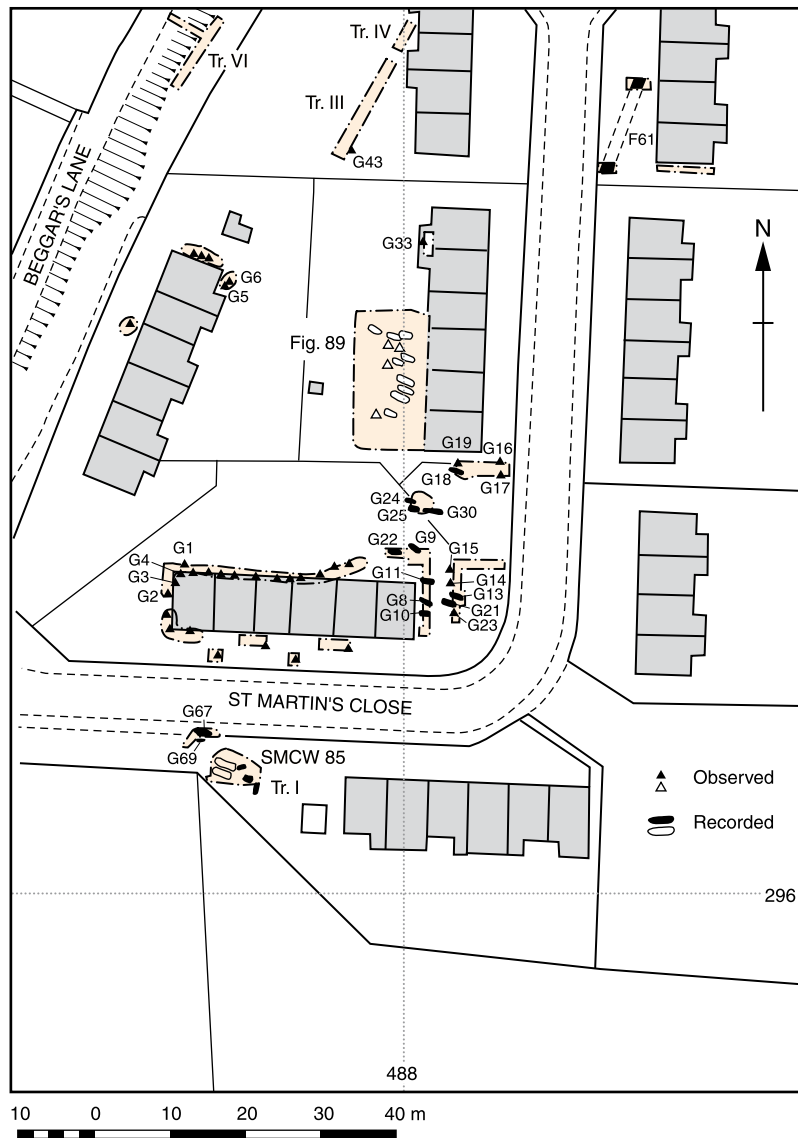 Tr. IV
Tr. VI
Tr. III
G43
F61
BEGGAR'S LANE
G33
N
G6
G5
Fig. 89
G19
G16
G18
G17
G24
G25
G30
G22
G9
G15
G1
G4
G3
G2
G11
G14
G13
G8
G21
G10
G23
ST MARTIN'S CLOSE
G67
G69
SMCW 85
Tr. I
Observed
Recorded
296
488
10 0 10 20 30 40 m